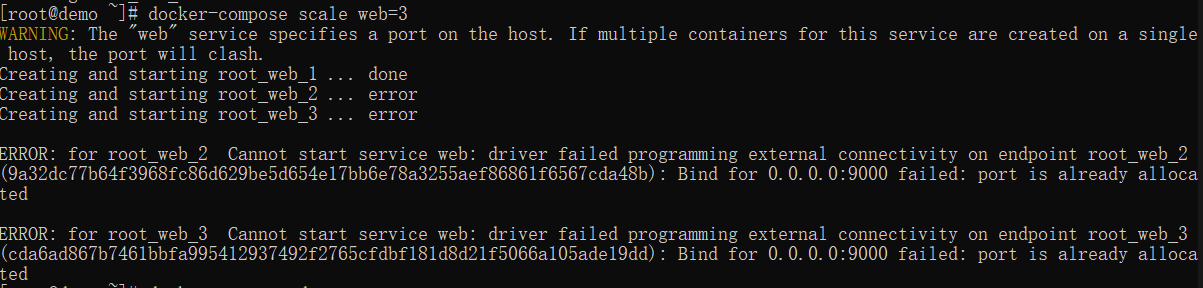 [root@demo ~]# docker-compose scale web=3
WARNING: The "web" service specifies a port on the host. If multiple containers for this service are created on a single
host, the port will clash.
Creating and starting root_web_1 ... done
Creating and starting root_web_2 ... error
Creating and starting root_web_3 ... error
ERROR: for root_web_2  Cannot start service web: driver failed programming external connectivity on endpoint root_web_2
(9a32dc77b64f3968fc86d629be5d654e17bb6e78a3255aef86861f6567cda48b): Bind for 0.0.0.0:9000 failed: port is already alloca
ted
ERROR: for root_web_3  Cannot start service web: driver failed programming external connectivity on endpoint root_web_3
(cda6ad867b7461bbfa995412937492f2765cfdbf181d8d21f5066a105ade19dd): Bind for 0.0.0.0:9000 failed: port is already alloca
ted